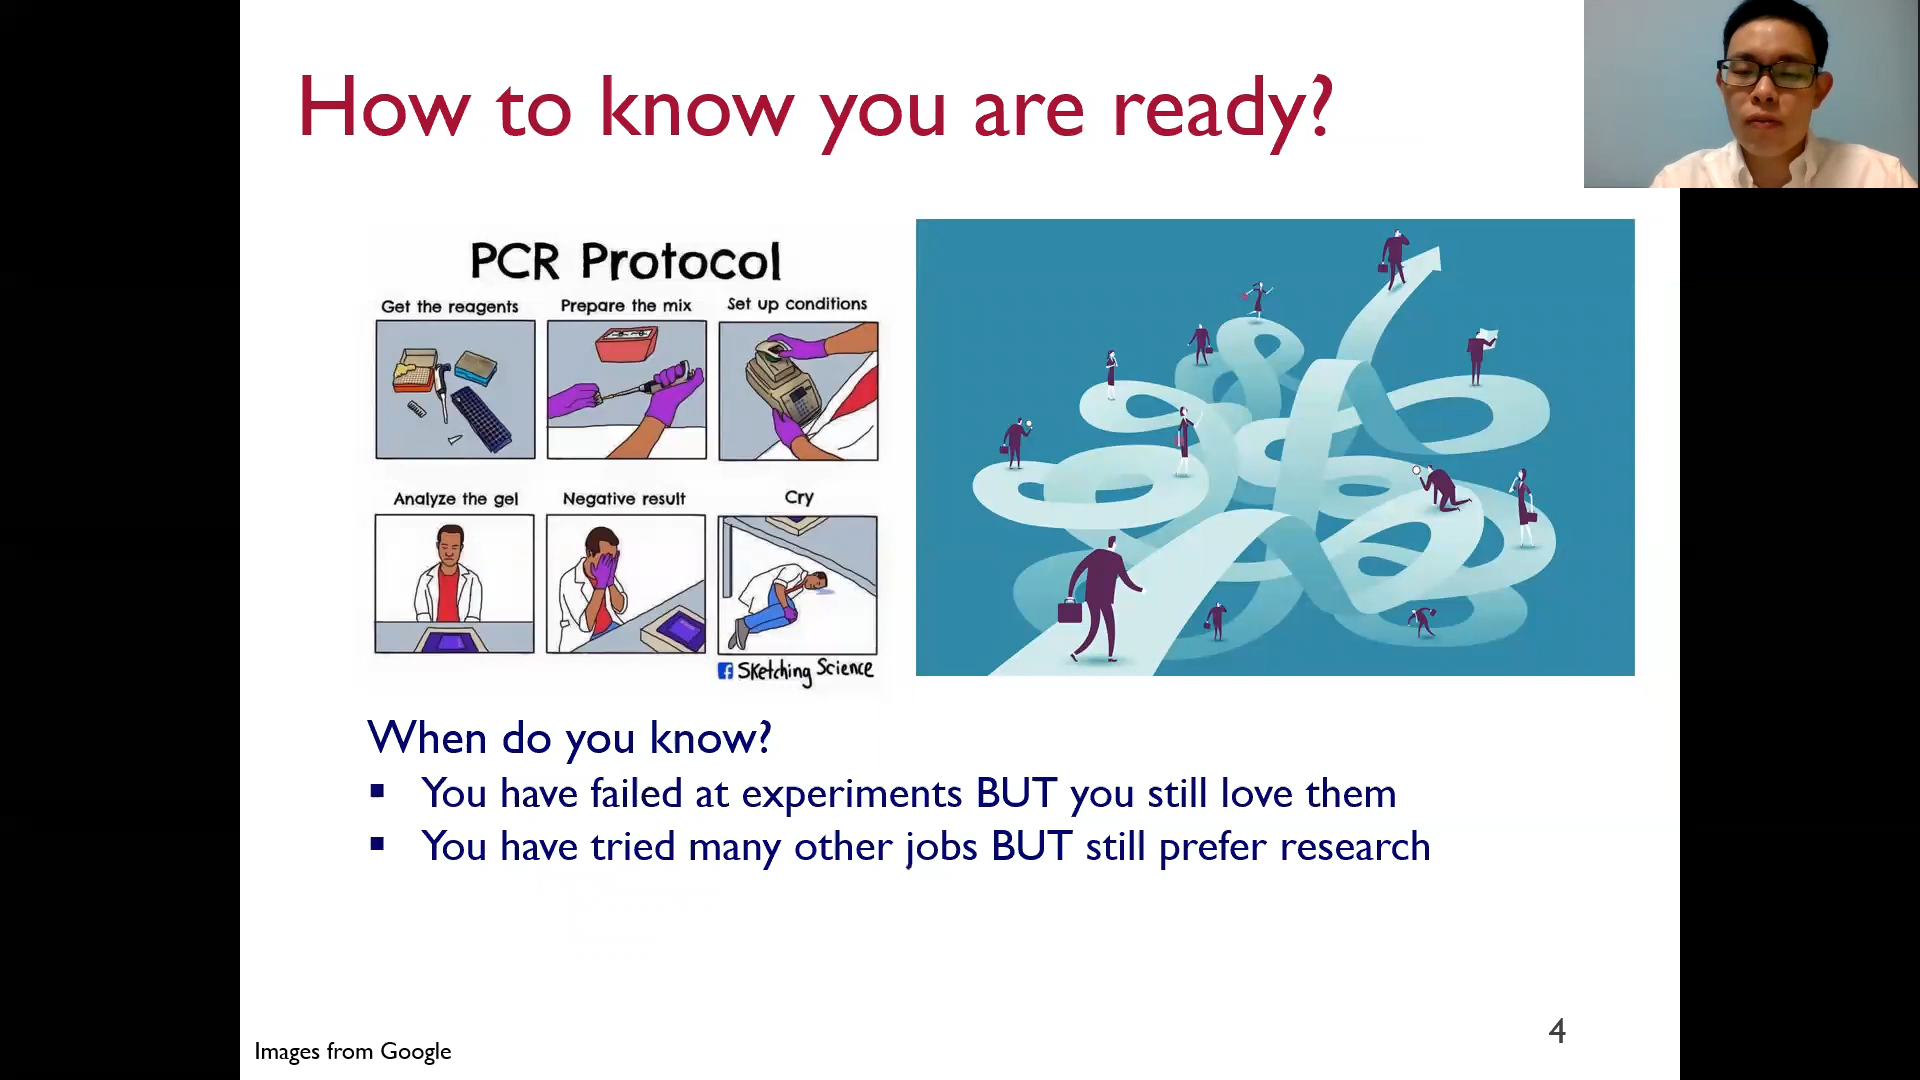 How to know you are ready?
PCR Protocol
Get the reagents
Prepare the mix
Set up conditions
Analyze the gel
Negative result
Cry
f Sketching Science
When do you know?
▪ You have failed at experiments BUT you still love them
▪ You have tried many other jobs BUT still prefer research
4
Images from Google